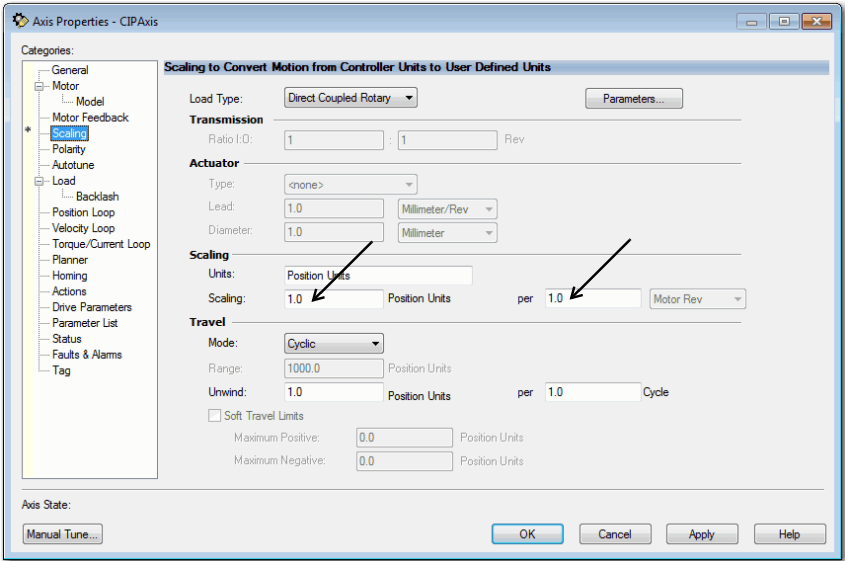 Axis Properties - CIPAxis
Categories:
General
Motor
Model
Motor Feedback
* Scaling
Polarity
Autotune
Load
Backlash
Position Loop
Velocity Loop
Torque/Current Loop
Planner
Homing
Actions
Drive Parameters
Parameter List
Status
Faults & Alarms
Tag
Scaling to Convert Motion from Controller Units to User Defined Units
Load Type: Direct Coupled Rotary Parameters...
Transmission
Ratio I:O: 1 : 1 Rev
Actuator
Type: <none>
Lead: 1.0 Millimeter/Rev
Diameter: 1.0 Millimeter
Scaling
Units: Position Units
Scaling: 1.0 Position Units per 1.0 Motor Rev
Travel
Mode: Cyclic
Range: 1000.0 Position Units
Unwind: 1.0 Position Units per 1.0 Cycle
Soft Travel Limits
Maximum Positive: 0.0 Position Units
Maximum Negative: 0.0 Position Units
Axis State:
Manual Tune... OK Cancel Apply Help